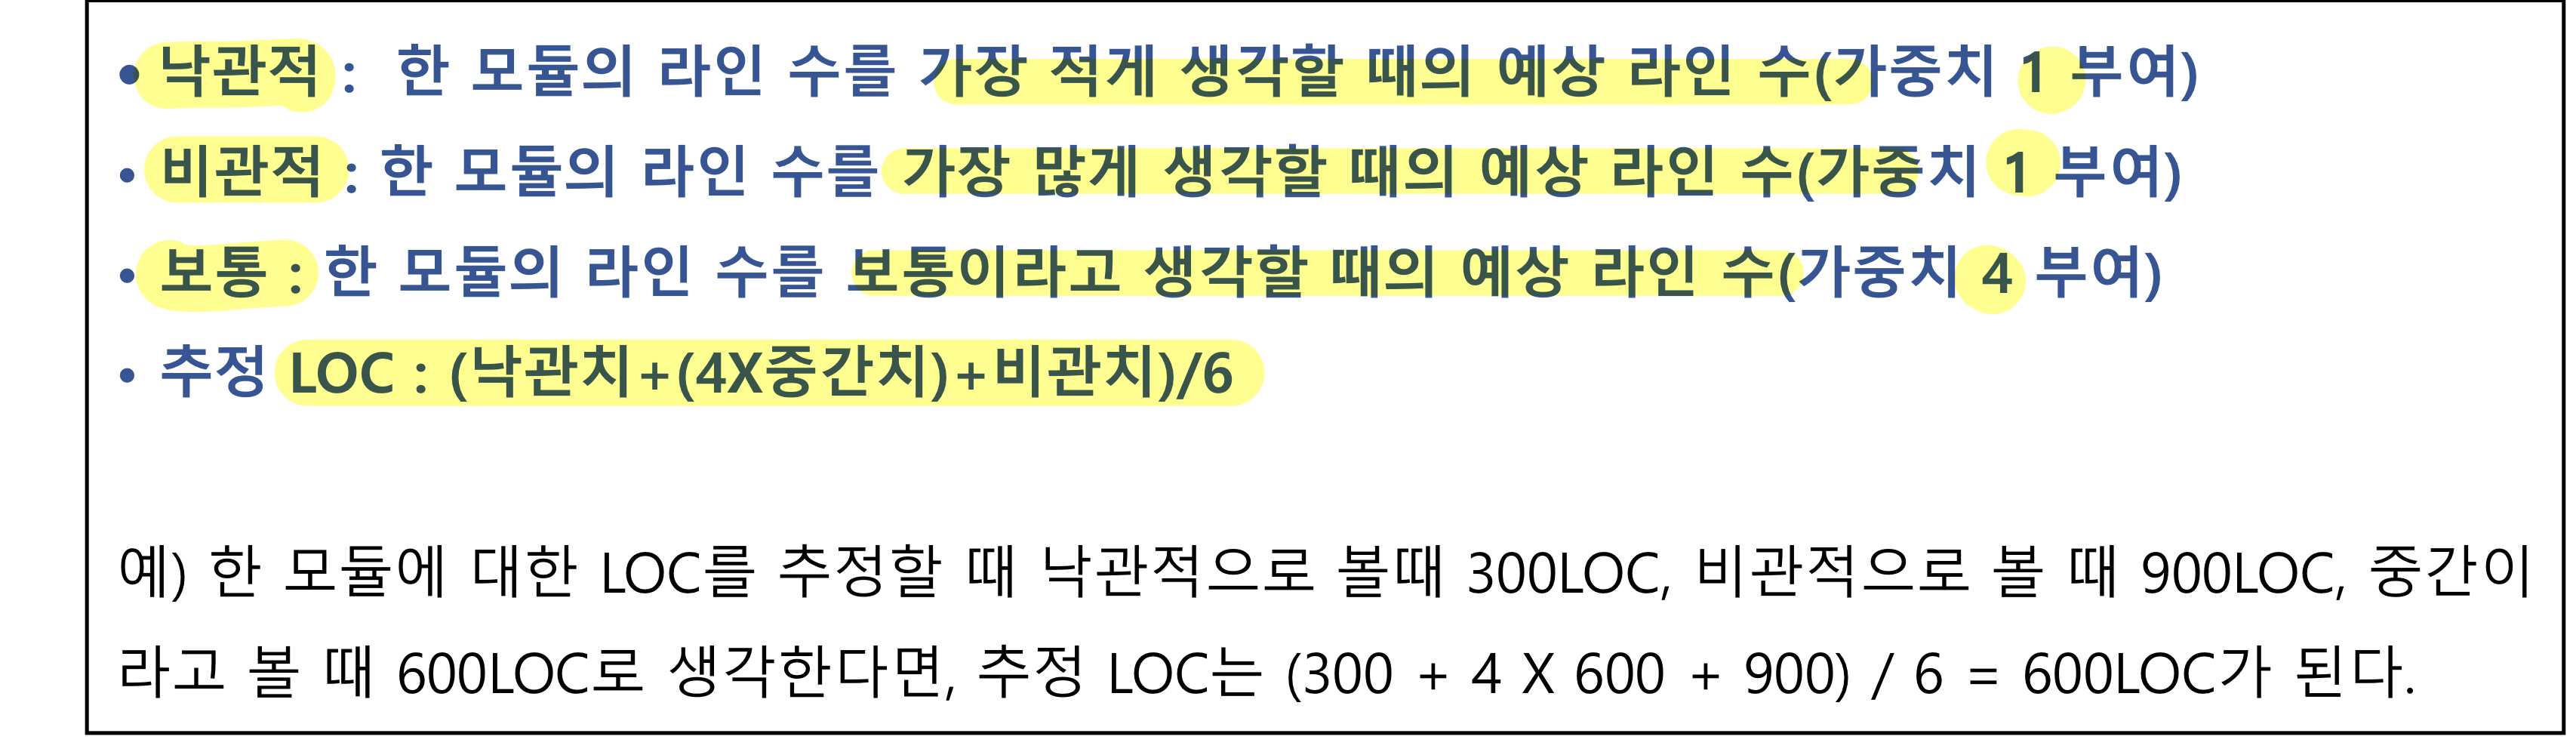 • 낙관적 : 한 모듈의 라인 수를 가장 적게 생각할 때의 예상 라인 수(가중치 1 부여)
• 비관적 : 한 모듈의 라인 수를 가장 많게 생각할 때의 예상 라인 수(가중치 1 부여)
• 보통 : 한 모듈의 라인 수를 보통이라고 생각할 때의 예상 라인 수(가중치 4 부여)
• 추정 LOC : (낙관치+(4X중간치)+비관치)/6
예) 한 모듈에 대한 LOC를 추정할 때 낙관적으로 볼때 300LOC, 비관적으로 볼 때 900LOC, 중간이
라고 볼 때 600LOC로 생각한다면, 추정 LOC는 (300 + 4 X 600 + 900) / 6 = 600LOC가 된다.